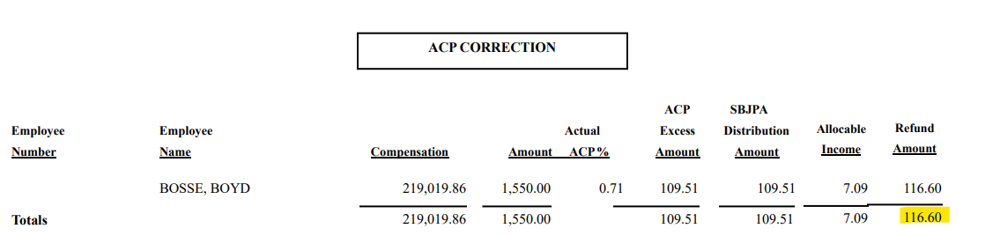 ACP CORRECTION
ACP SBJPA
Employee Employee Actual Excess Distribution Allocable Refund
Number Name Compensation Amount ACP% Amount Amount Income Amount
BOSSE, BOYD 219,019.86 1,550.00 0.71 109.51 109.51 7.09 116.60
Totals 219,019.86 1,550.00 109.51 109.51 7.09 116.60